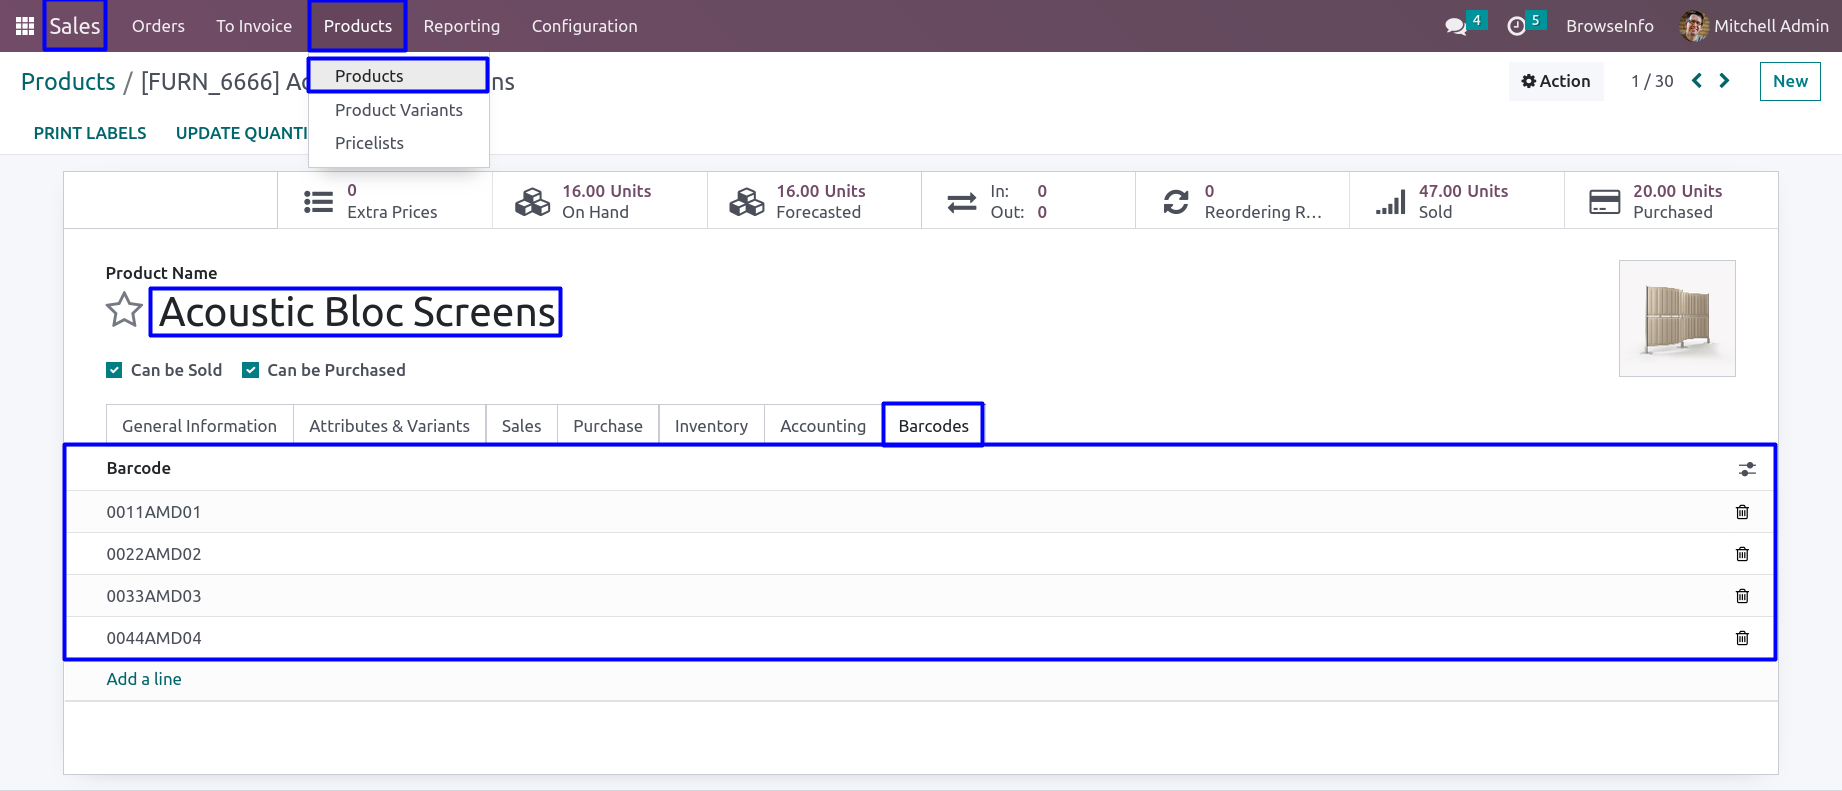 Sales Orders To Invoice Products Reporting Configuration 4 5 BrowseInfo Mitchell Admin
Products / [FURN_6666] Ac ns Action 1 / 30 New
Products
Product Variants
Pricelists
PRINT LABELS UPDATE QUANTI
0 Extra Prices
16.00 Units On Hand
16.00 Units Forecasted
In: 0
Out: 0
0 Reordering R...
47.00 Units Sold
20.00 Units Purchased
Product Name
Acoustic Bloc Screens
Can be Sold Can be Purchased
General Information Attributes & Variants Sales Purchase Inventory Accounting Barcodes
Barcode
0011AMD01
0022AMD02
0033AMD03
0044AMD04
Add a line